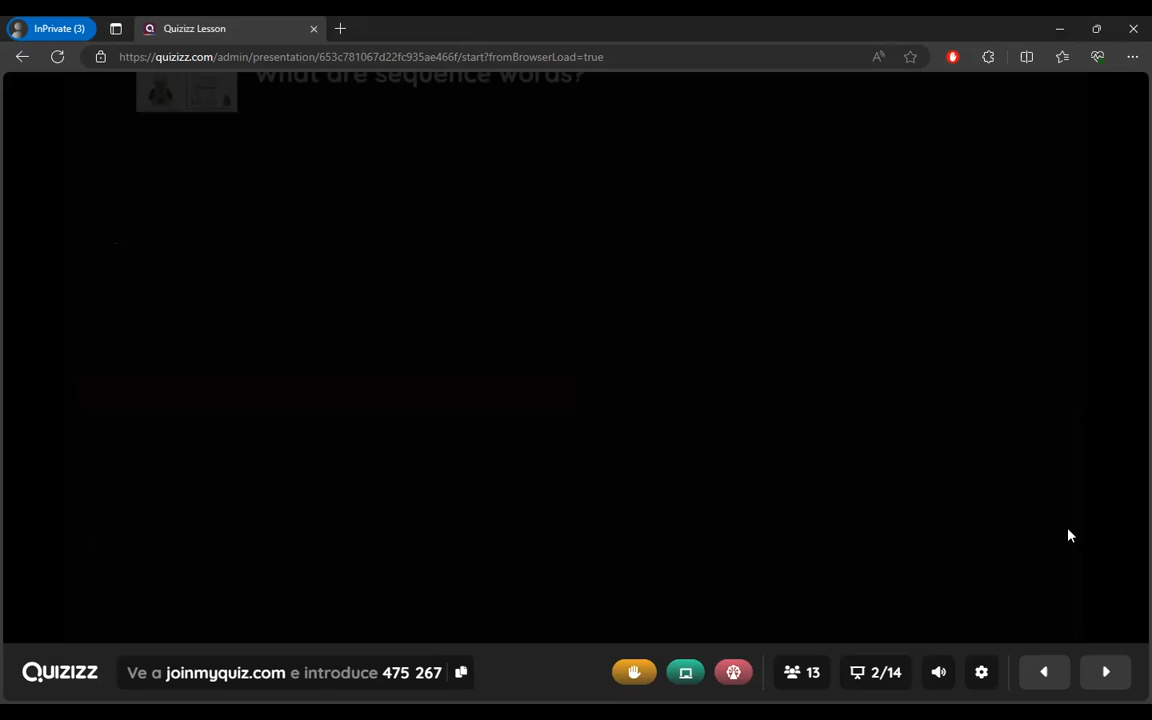 InPrivate (3)
Quizizz Lesson
https://quizizz.com/admin/presentation/653c781067d22fc935ae466f/start?fromBrowserLoad=true
What are sequence words?
QUIZIZZ
Ve a joinmyquiz.com e introduce 475 267
13
2/14